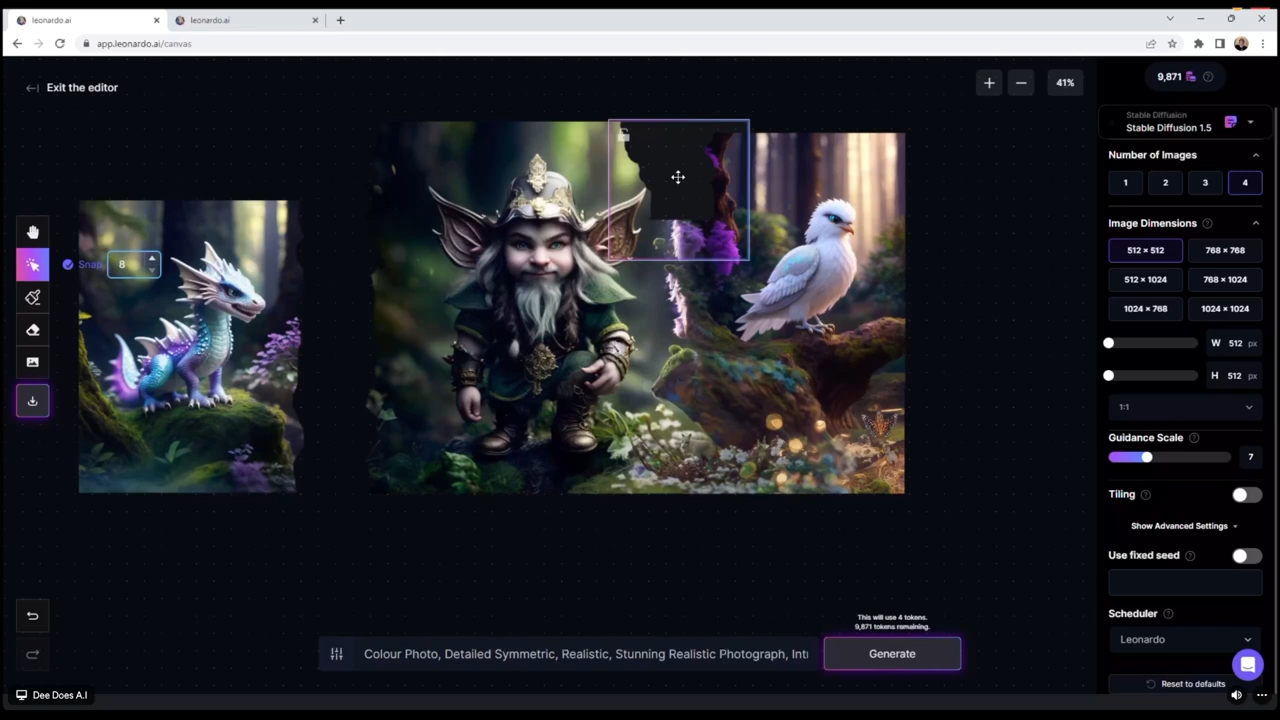 leonardo.ai
leonardo.ai
app.leonardo.ai/canvas
Exit the editor
41%
9,871
Stable Diffusion
Stable Diffusion 1.5
Number of Images
1 2 3 4
Image Dimensions
512 × 512 768 × 768
512 × 1024 768 × 1024
1024 × 768 1024 × 1024
W 512 px
H 512 px
1:1
Guidance Scale
7
Tiling
Show Advanced Settings
Use fixed seed
Scheduler
Leonardo
Reset to defaults
Snap 8
This will use 4 tokens.
9,871 tokens remaining.
Colour Photo, Detailed Symmetric, Realistic, Stunning Realistic Photograph, Intr
Generate
Dee Does A.I